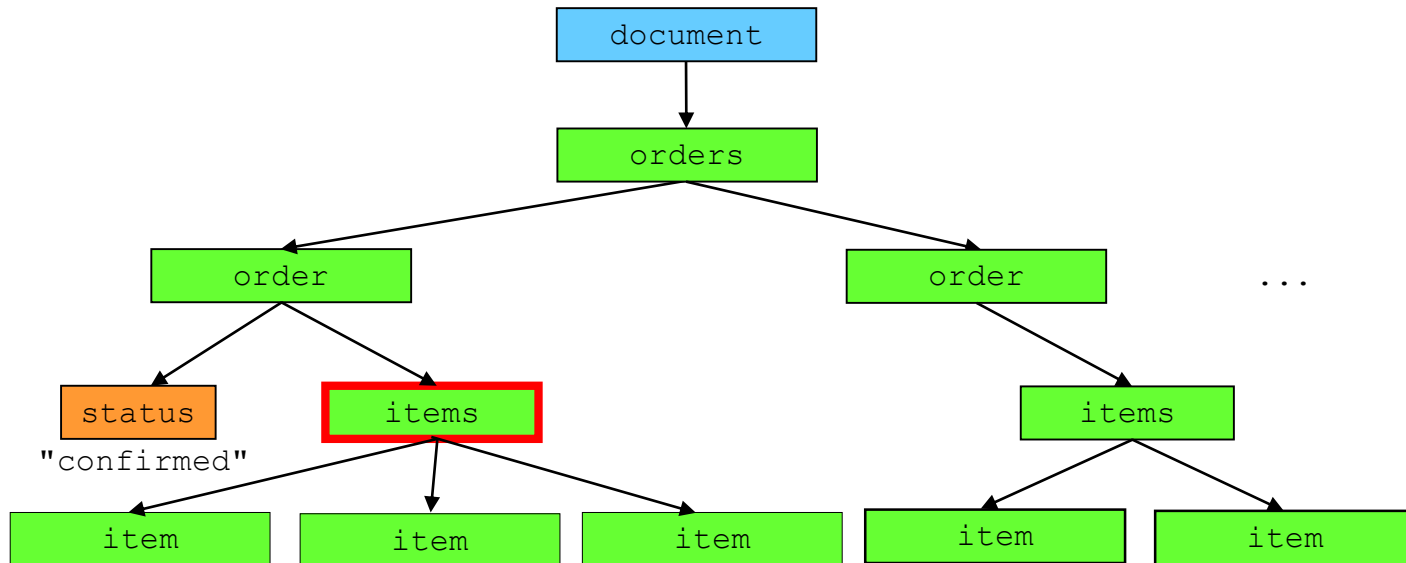 document
orders
order order ...
status items items
"confirmed"
item item item item item